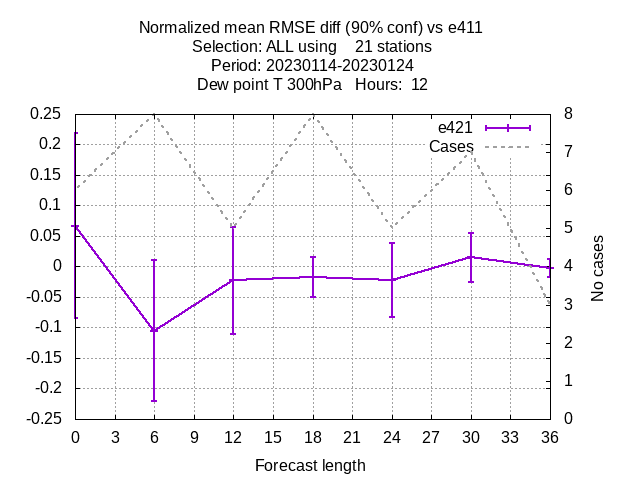 Normalized mean RMSE diff (90% conf) vs e411
Selection: ALL using    21 stations
Period: 20230114-20230124
Dew point T 300hPa   Hours:  12
e421
Cases
0.25
0.2
0.15
0.1
0.05
0
-0.05
-0.1
-0.15
-0.2
-0.25
8
7
6
5
4
3
2
1
0
No cases
0 3 6 9 12 15 18 21 24 27 30 33 36
Forecast length